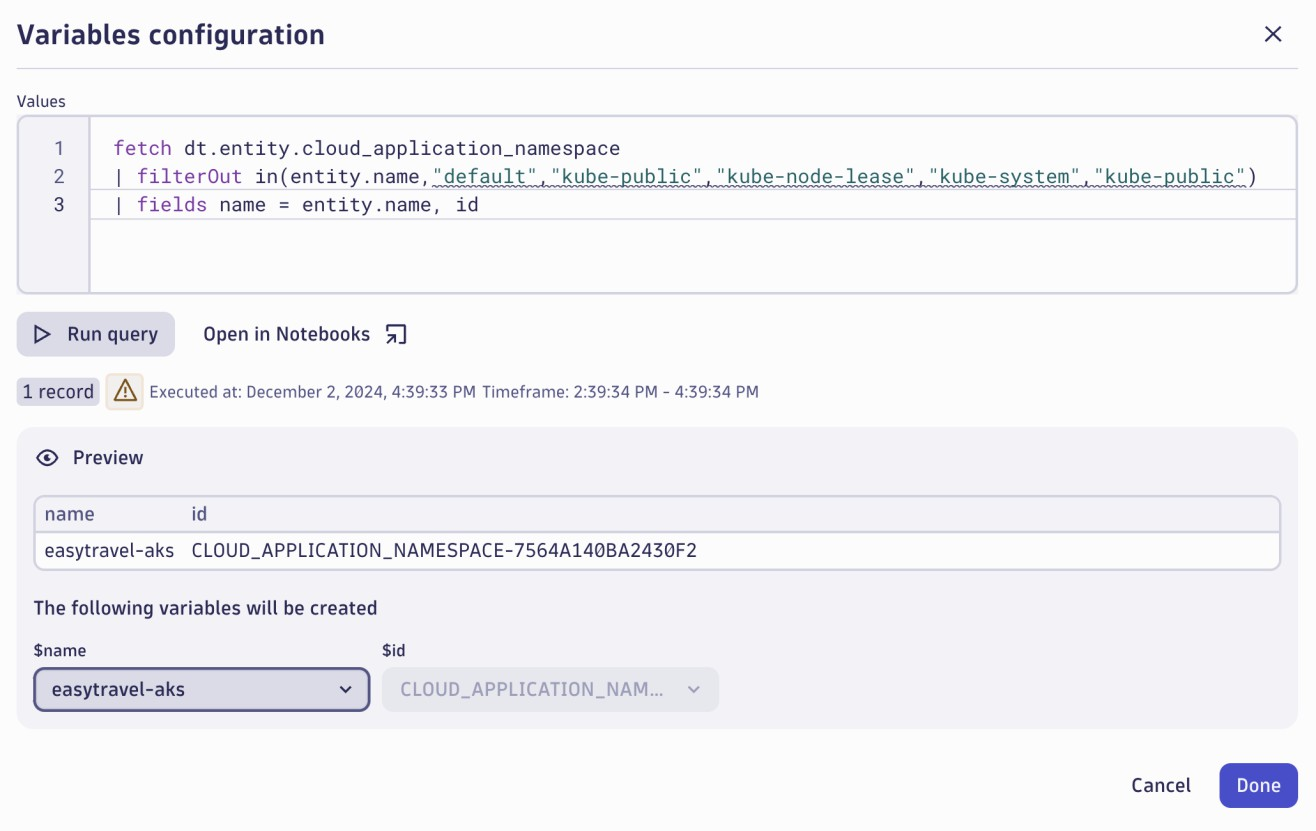 Variables configuration
Values
1 fetch dt.entity.cloud_application_namespace
2 | filterOut in(entity.name,"default","kube-public","kube-node-lease","kube-system","kube-public")
3 | fields name = entity.name, id
Run query Open in Notebooks
1 record Executed at: December 2, 2024, 4:39:33 PM Timeframe: 2:39:34 PM - 4:39:34 PM
Preview
name id
easytravel-aks CLOUD_APPLICATION_NAMESPACE-7564A140BA2430F2
The following variables will be created
$name $id
easytravel-aks CLOUD_APPLICATION_NAM...
Cancel Done